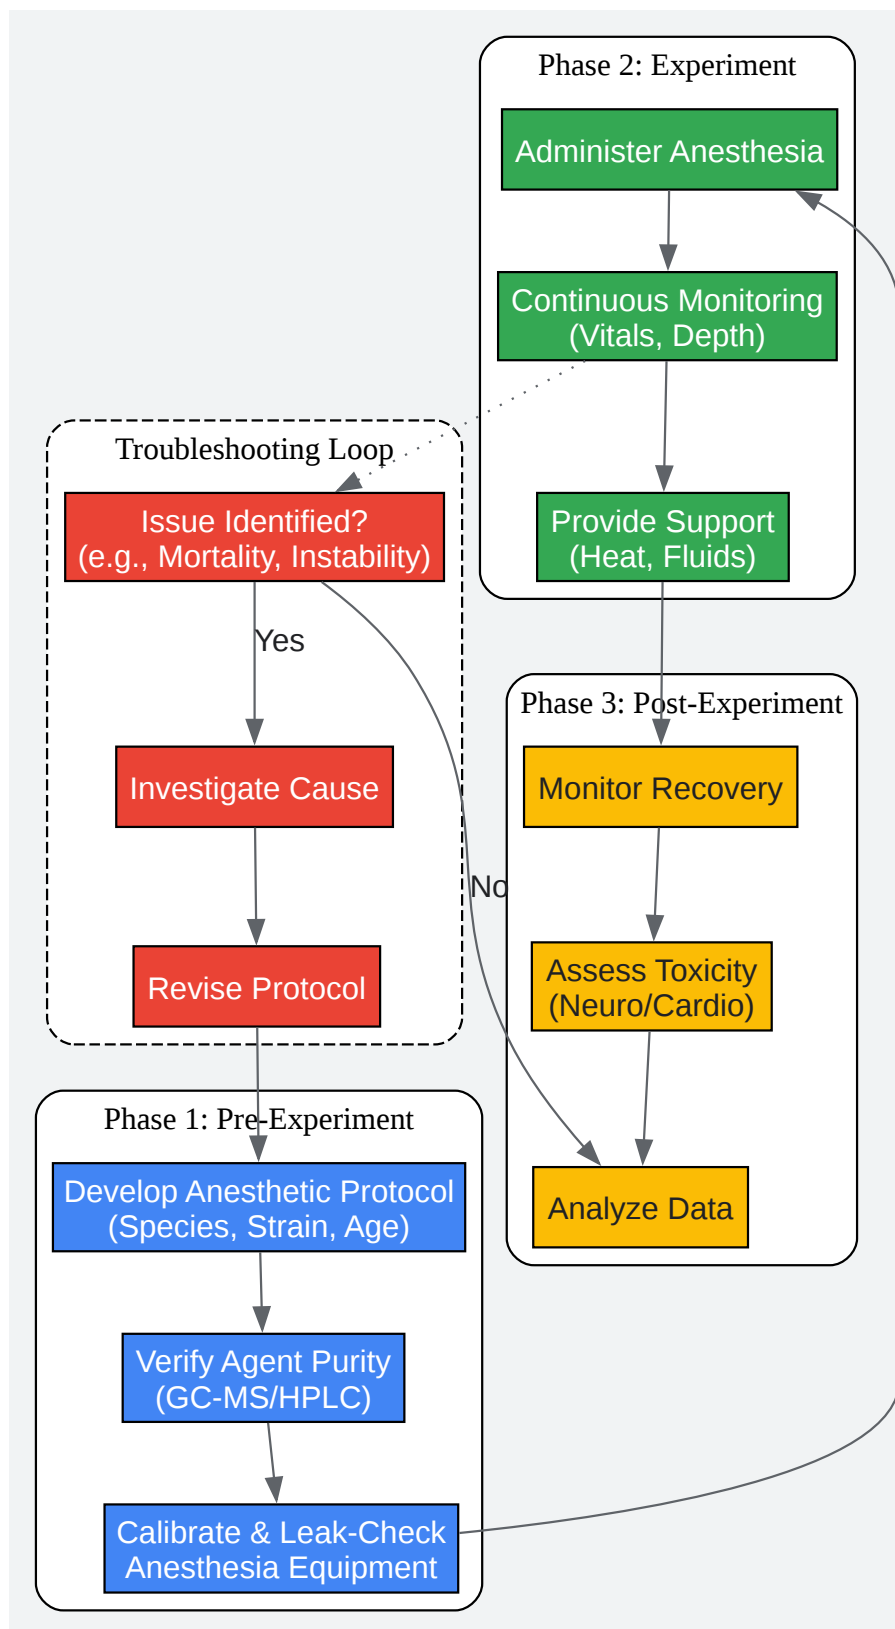 Phase 2: Experiment
Administer Anesthesia
Continuous Monitoring
(Vitals, Depth)
Provide Support
(Heat, Fluids)
Troubleshooting Loop
Issue Identified?
(e.g., Mortality, Instability)
Yes
Investigate Cause
No
Revise Protocol
Phase 3: Post-Experiment
Monitor Recovery
Assess Toxicity
(Neuro/Cardio)
Analyze Data
Phase 1: Pre-Experiment
Develop Anesthetic Protocol
(Species, Strain, Age)
Verify Agent Purity
(GC-MS/HPLC)
Calibrate & Leak-Check
Anesthesia Equipment